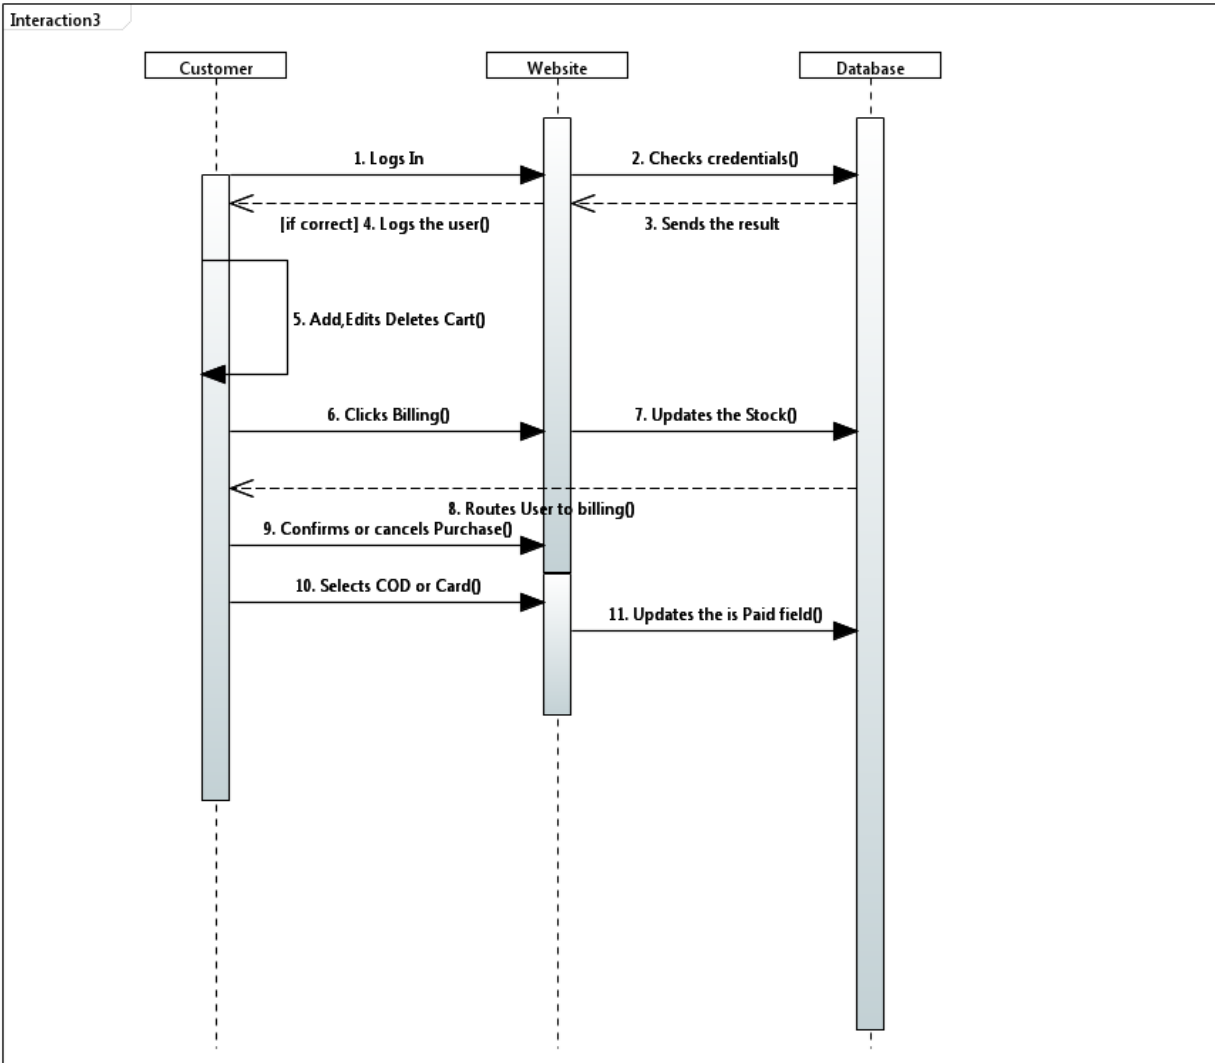 Interaction3
Customer
Website
Database
1. Logs In
2. Checks credentials()
[if correct] 4. Logs the user()
3. Sends the result
5. Add,Edits Deletes Cart()
6. Clicks Billing()
7. Updates the Stock()
8. Routes User to billing()
9. Confirms or cancels Purchase()
10. Selects COD or Card()
11. Updates the is Paid field()